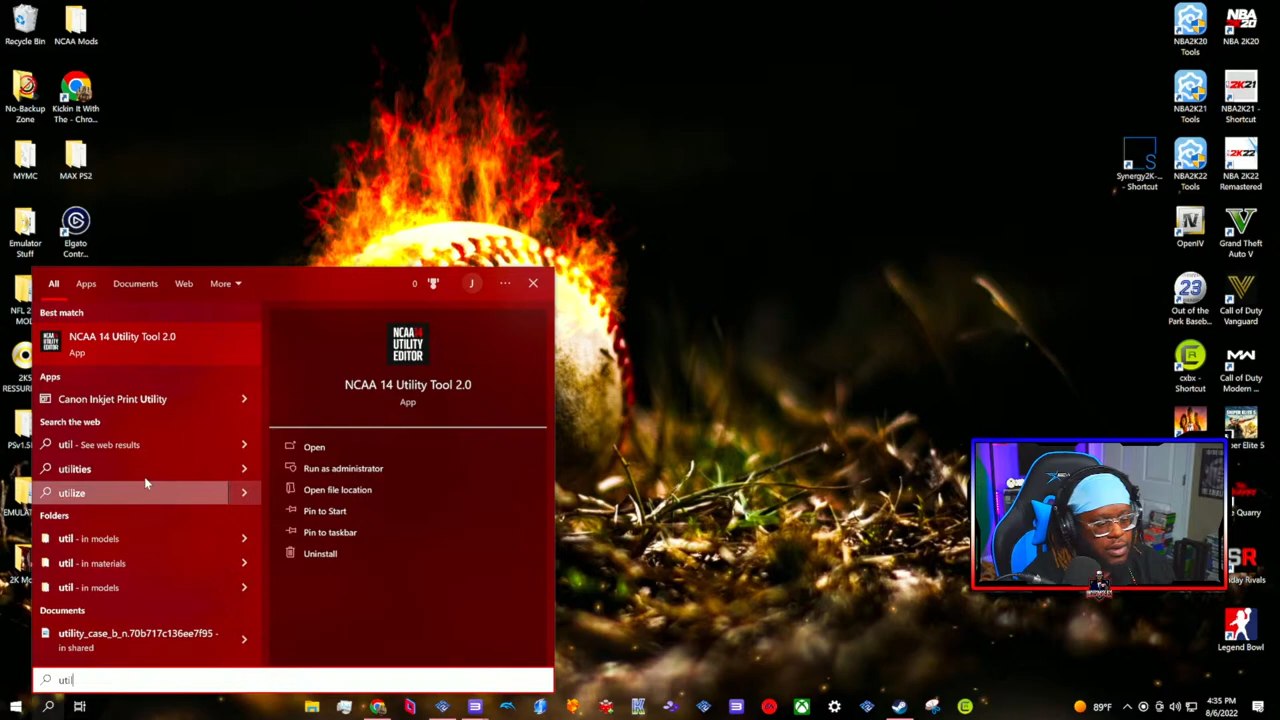 Recycle Bin
NCAA Mods
No-Backup
Zone
Kickin It With
The - Chro...
MYMC
MAX PS2
Emulator
Stuff
Elgato
Contr...
NBA2K20
Tools
NBA 2K20
NBA2K21
Tools
NBA2K21 -
Shortcut
Synergy2K-...
- Shortcut
NBA2K22
Tools
NBA 2K22
Remastered
OpenIV
Grand Theft
Auto V
Out of the
Park Baseb...
Call of Duty
Vanguard
cxbx -
Shortcut
Call of Duty
Modern ...
Legend Bowl
All
Apps
Documents
Web
More
0
J
Best match
NCAA 14 Utility Tool 2.0
App
Apps
Canon Inkjet Print Utility
Search the web
util - See web results
utilities
utilize
Folders
util - in models
util - in materials
util - in models
Documents
utility_case_b_n.70b717c136ee7f95 -
in shared
util
NCAA 14
UTILITY
EDITOR
NCAA 14 Utility Tool 2.0
App
Open
Run as administrator
Open file location
Pin to Start
Pin to taskbar
Uninstall
89°F
4:35 PM
8/6/2022